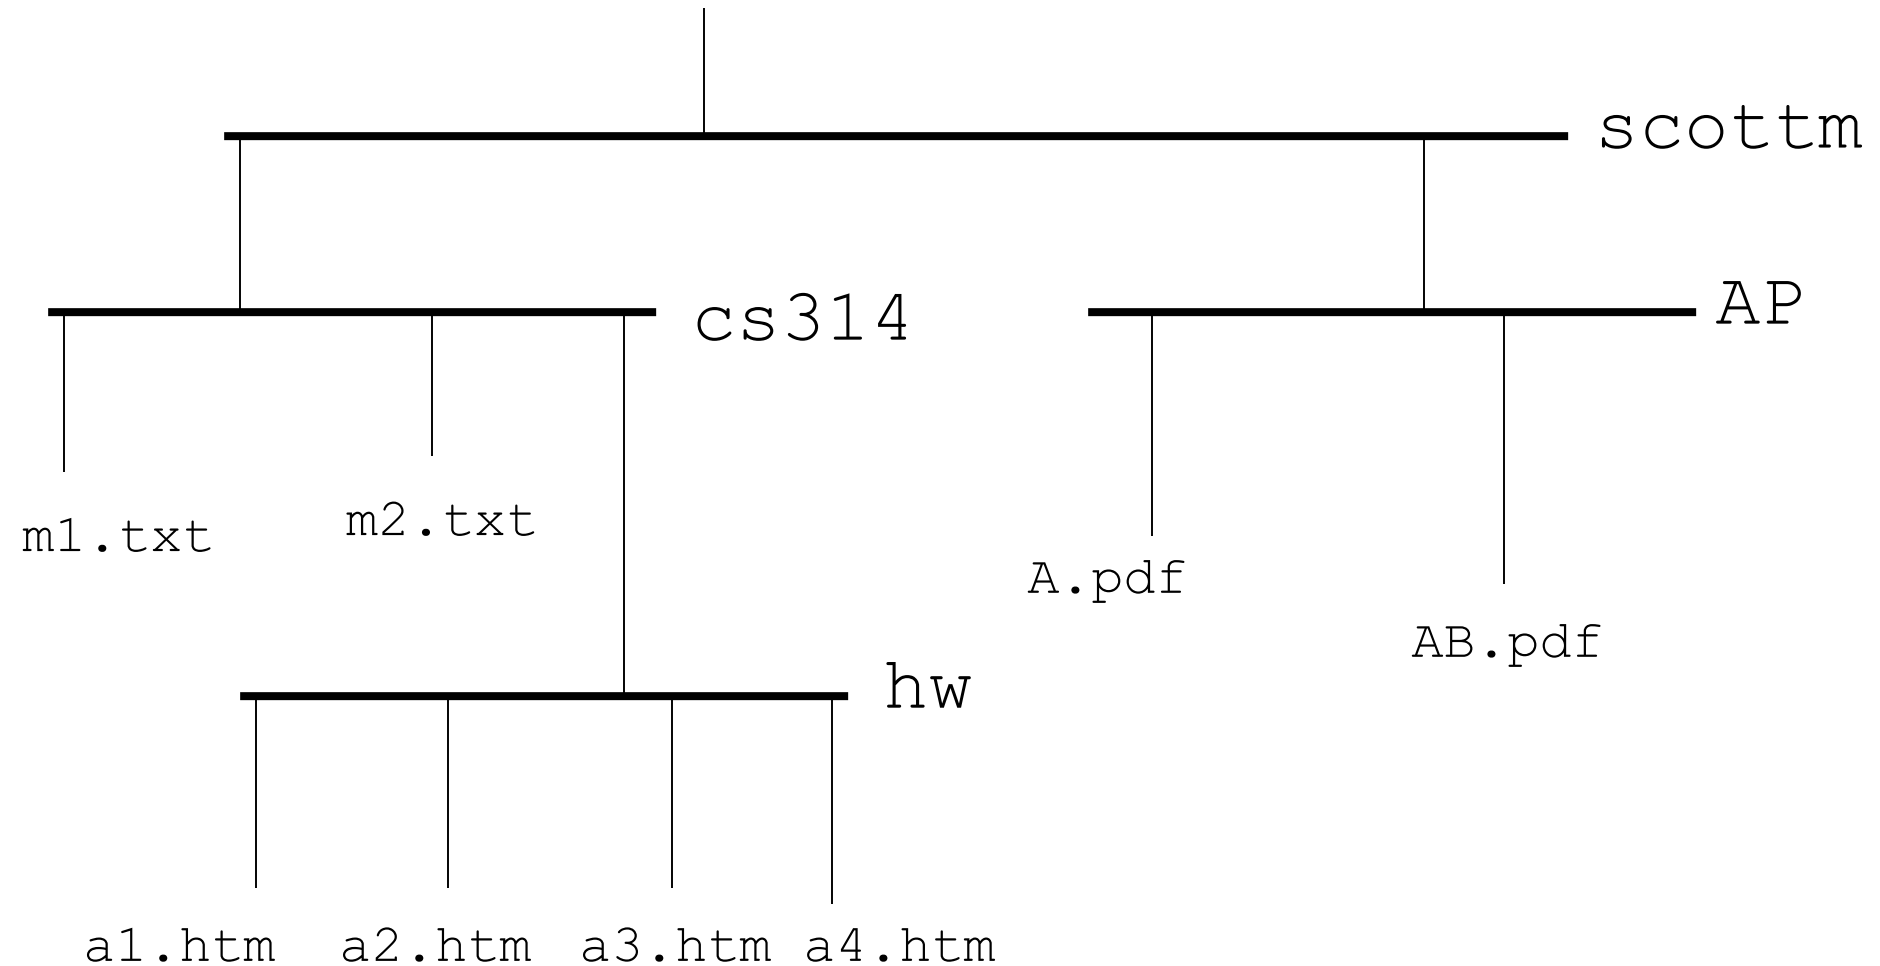 scottm
cs314
AP
m1.txt
m2.txt
A.pdf
AB.pdf
hw
a1.htm
a2.htm
a3.htm
a4.htm